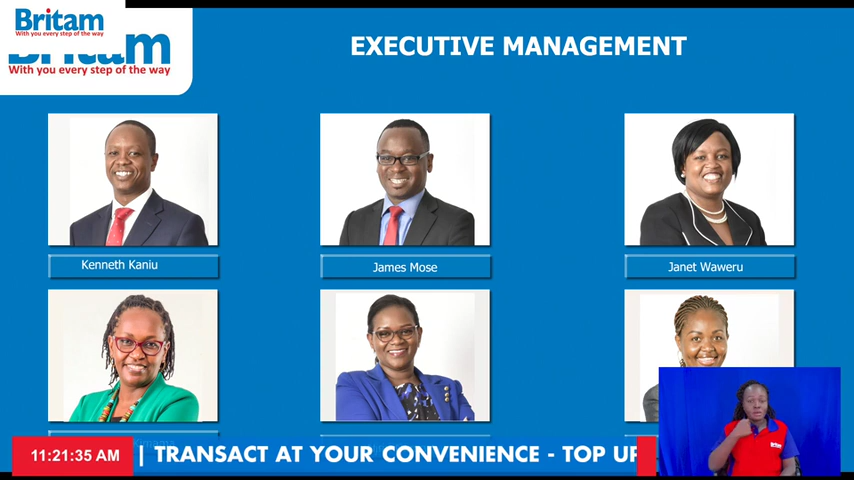 Britam
With you every step of the way
Britam
With you every step of the way
EXECUTIVE MANAGEMENT
Kenneth Kaniu
James Mose
Janet Waweru
11:21:35 AM
| TRANSACT AT YOUR CONVENIENCE - TOP UP
Britam